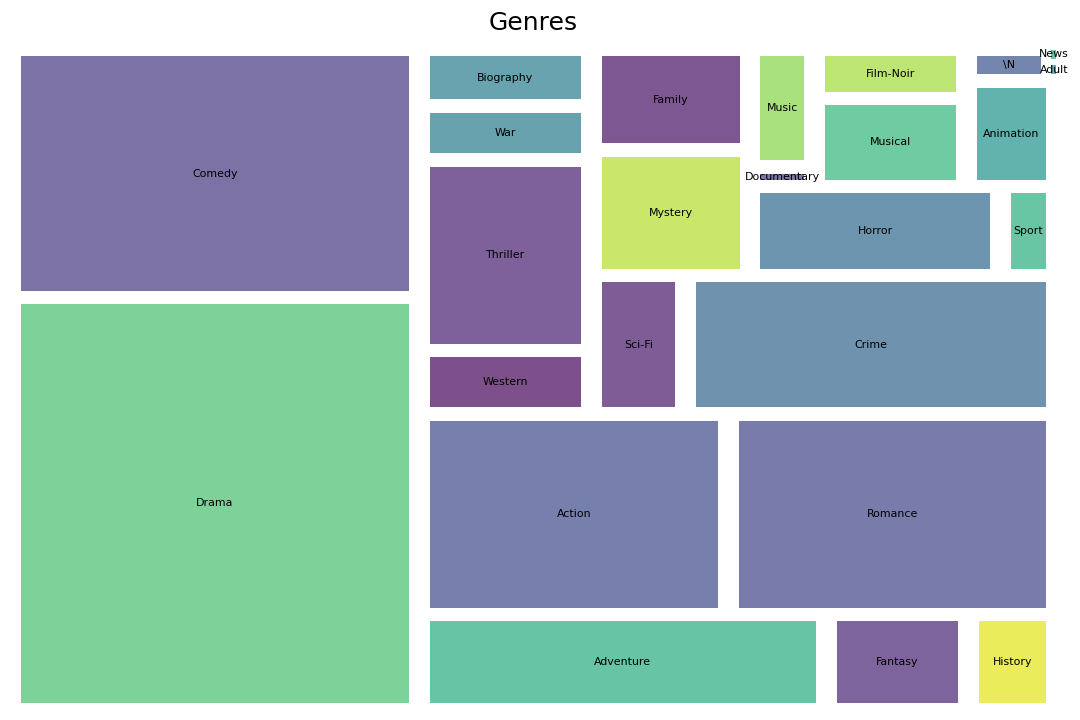 Genres
News
Biography
Family
Music
Film-Noir
\N
Adult
War
Musical
Animation
Comedy
Documentary
Mystery
Horror
Sport
Thriller
Sci-Fi
Crime
Western
Drama
Action
Romance
Adventure
Fantasy
History